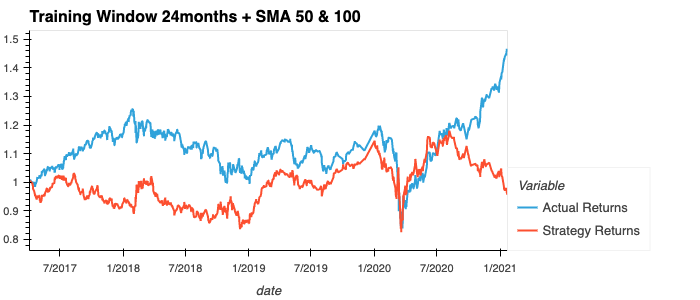 Training Window 24months + SMA 50 & 100
1.5
1.4
1.3
1.2
1.1
1
0.9
0.8
7/2017 1/2018 7/2018 1/2019 7/2019 1/2020 7/2020 1/2021
date
Variable
Actual Returns
Strategy Returns